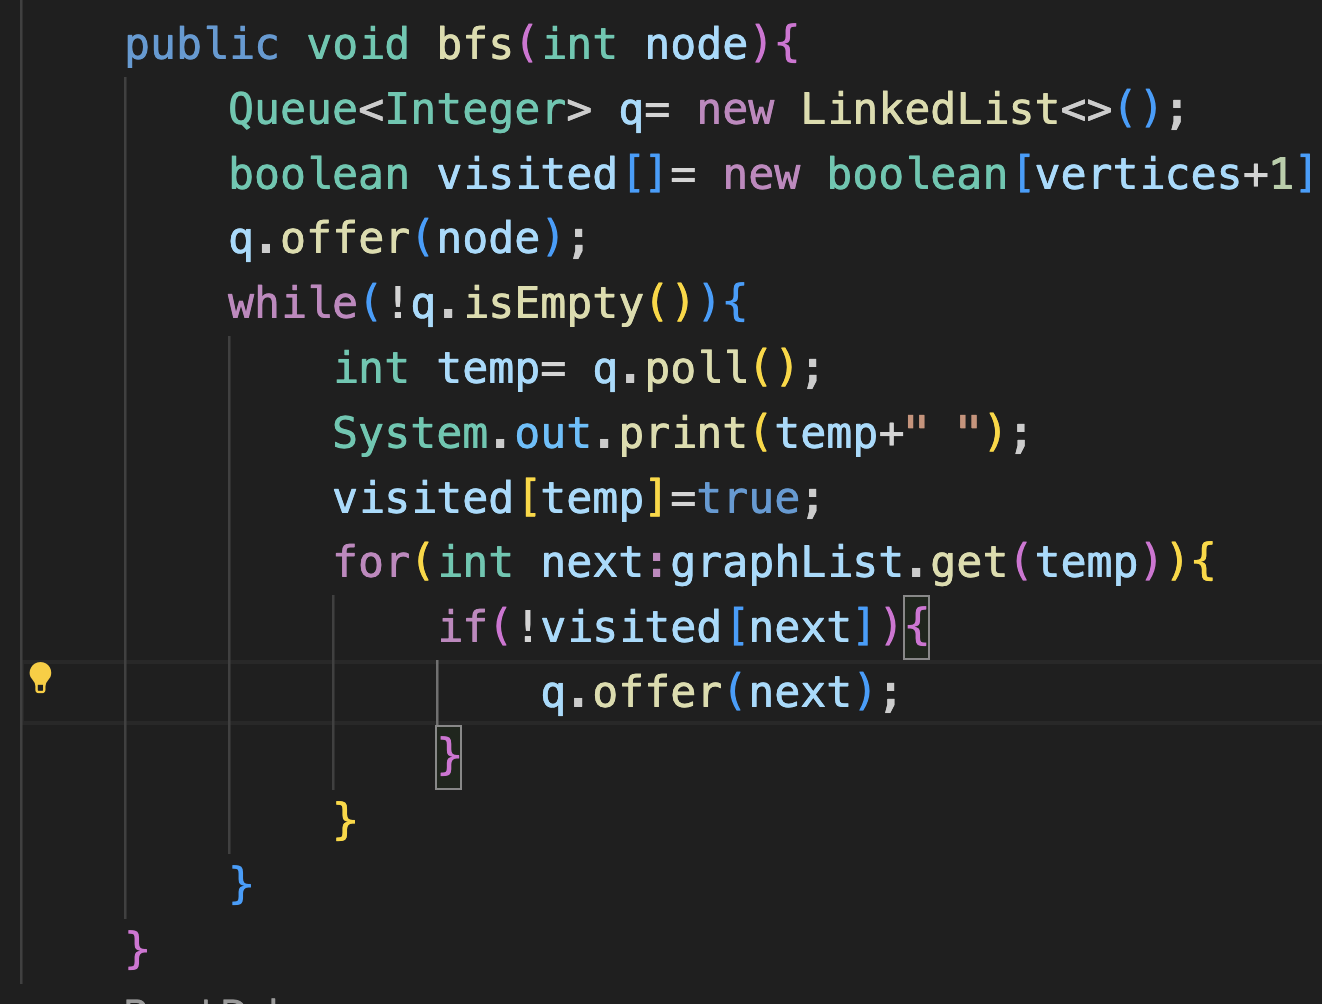 public void bfs(int node){
Queue<Integer> q= new LinkedList<>();
boolean visited[]= new boolean[vertices+1]
q.offer(node);
while(!q.isEmpty()){
int temp= q.poll();
System.out.print(temp+" ");
visited[temp]=true;
for(int next:graphList.get(temp)){
if(!visited[next]){
q.offer(next);
}
}
}
}